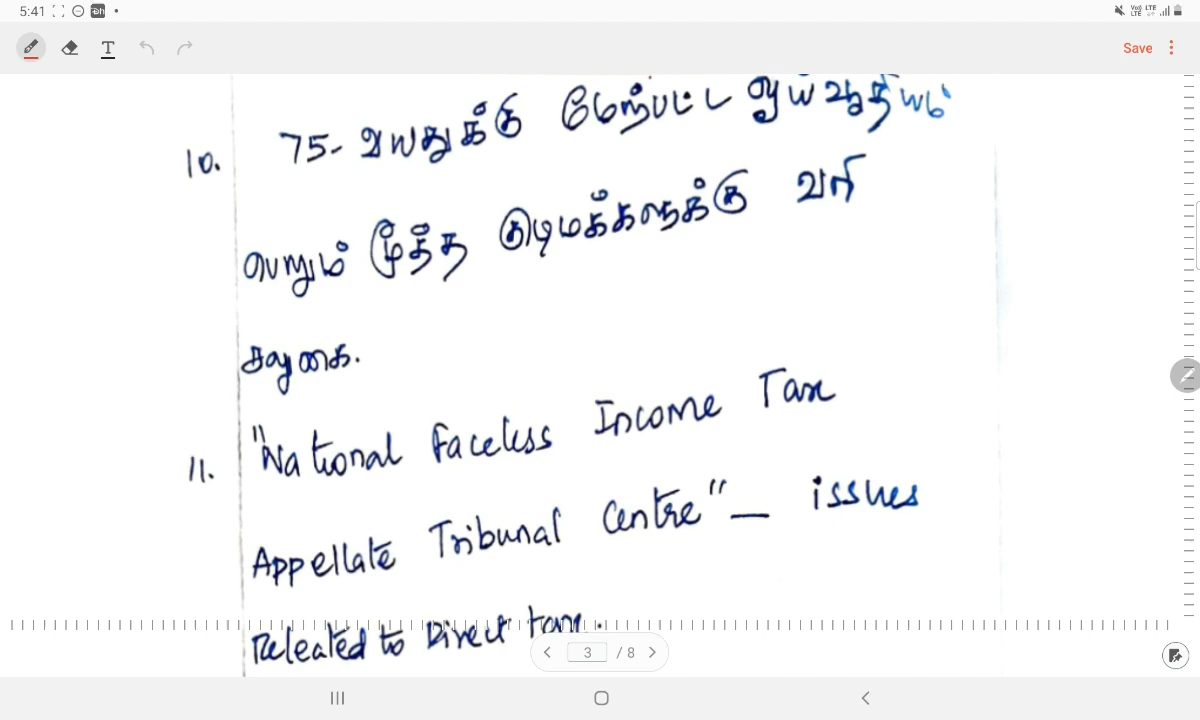 5:41
Save
10. 75- வயதுக்கு மேற்பட்ட ஓய்வூதியம்
பெறும் மூத்த குடிமக்களுக்கு வரி
சலுகை.
11. "National Faceless Income Tax
Appellate Tribunal Centre" — issues
Releated to Direct tax.
3 / 8